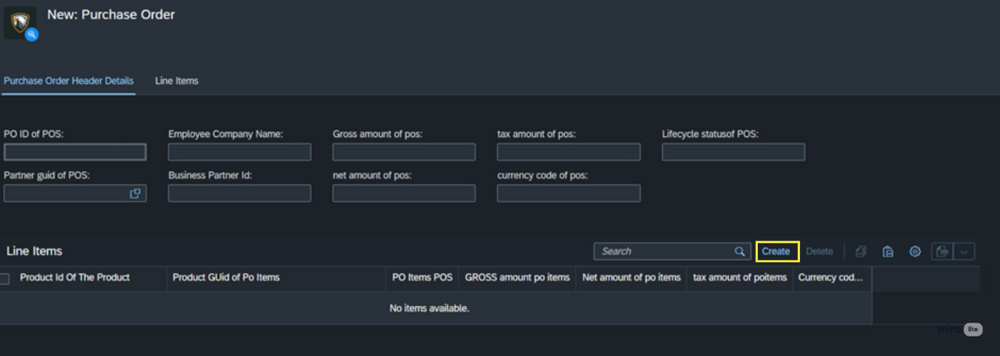 New: Purchase Order
Purchase Order Header Details Line Items
PO ID of POS: Employee Company Name: Gross amount of pos: tax amount of pos: Lifecycle statusof POS:
Partner guid of POS: Business Partner Id: net amount of pos: currency code of pos:
Line Items Search Create Delete
Product Id Of The Product Product GUid of Po Items PO Items POS GROSS amount po items Net amount of po items tax amount of poitems Currency cod...
No items available.
miro lite